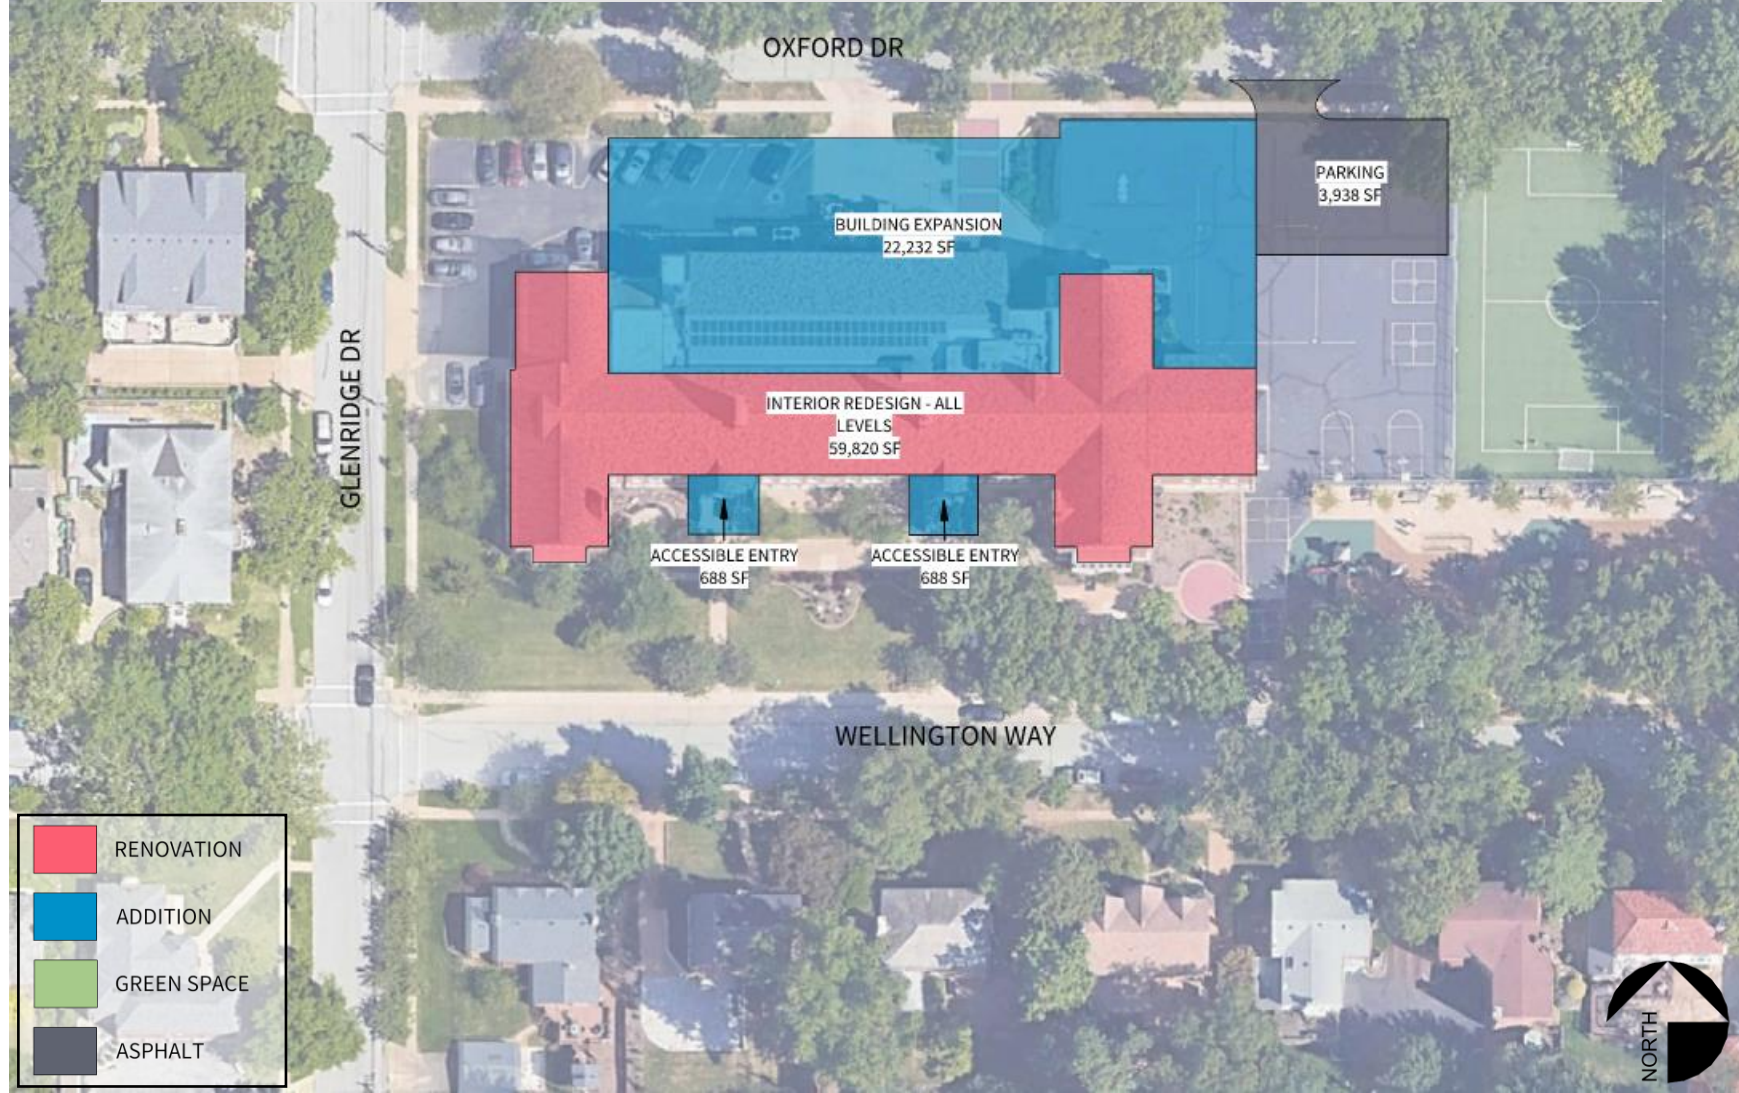 OXFORD DR
PARKING
3,938 SF
BUILDING EXPANSION
22,232 SF
GLENRIDGE DR
INTERIOR REDESIGN - ALL
LEVELS
59,820 SF
ACCESSIBLE ENTRY
688 SF
ACCESSIBLE ENTRY
688 SF
WELLINGTON WAY
RENOVATION
ADDITION
GREEN SPACE
ASPHALT
NORTH